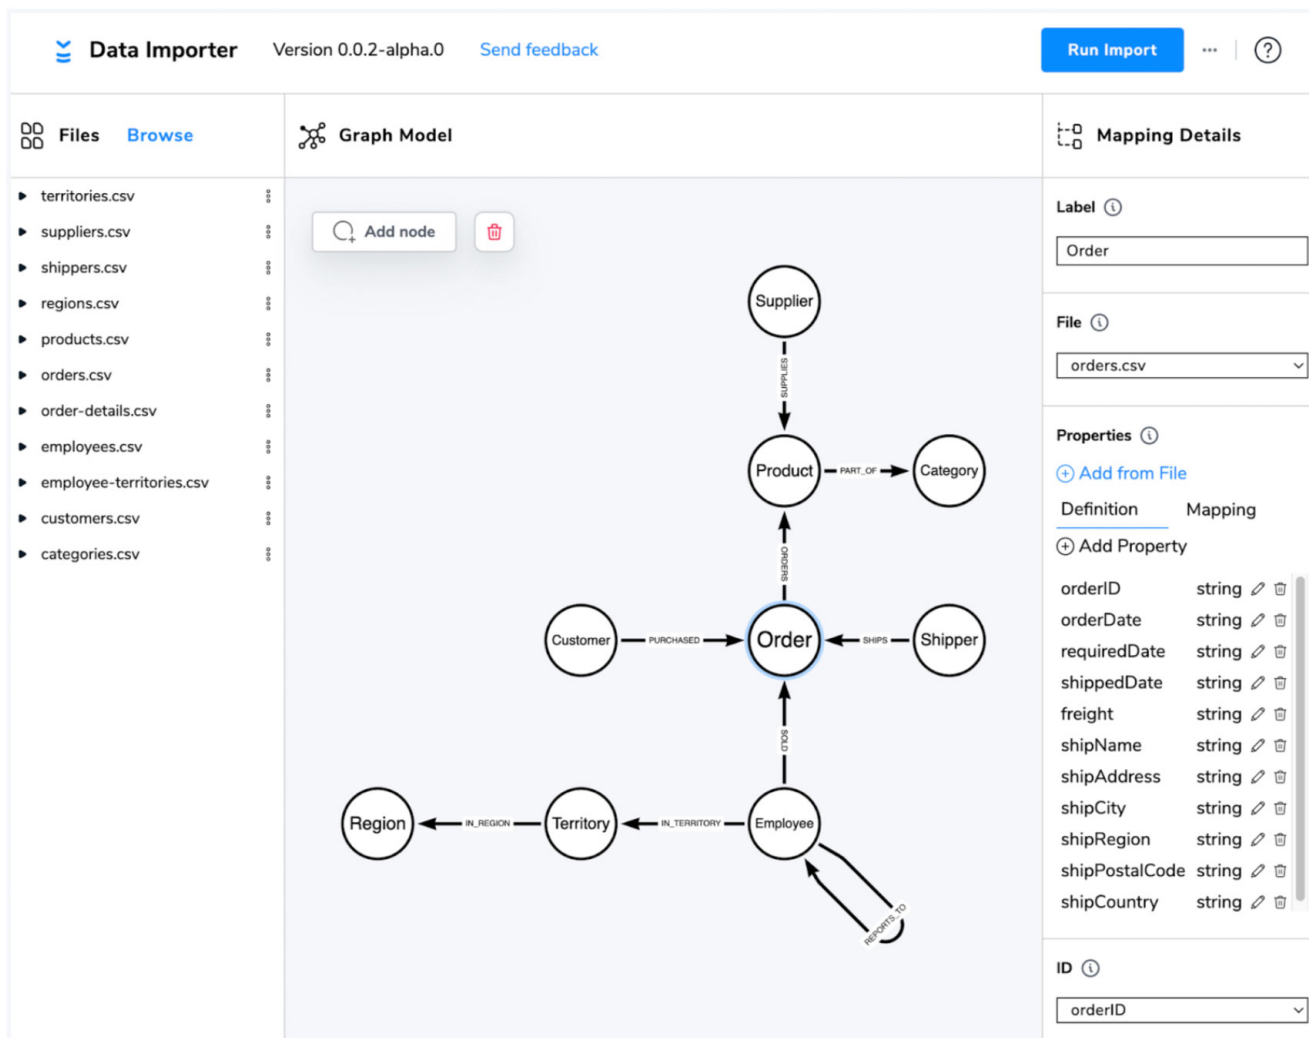 Data Importer Version 0.0.2-alpha.0 Send feedback Run Import
Files Browse
territories.csv
suppliers.csv
shippers.csv
regions.csv
products.csv
orders.csv
order-details.csv
employees.csv
employee-territories.csv
customers.csv
categories.csv
Graph Model
Add node
Supplier
SUPPLIES
Product PART_OF Category
ORDERS
Customer PURCHASED Order SHIPS Shipper
SOLD
Region IN_REGION Territory IN_TERRITORY Employee
REPORTS_TO
Mapping Details
Label
Order
File
orders.csv
Properties
Add from File
Definition Mapping
Add Property
orderID string
orderDate string
requiredDate string
shippedDate string
freight string
shipName string
shipAddress string
shipCity string
shipRegion string
shipPostalCode string
shipCountry string
ID
orderID